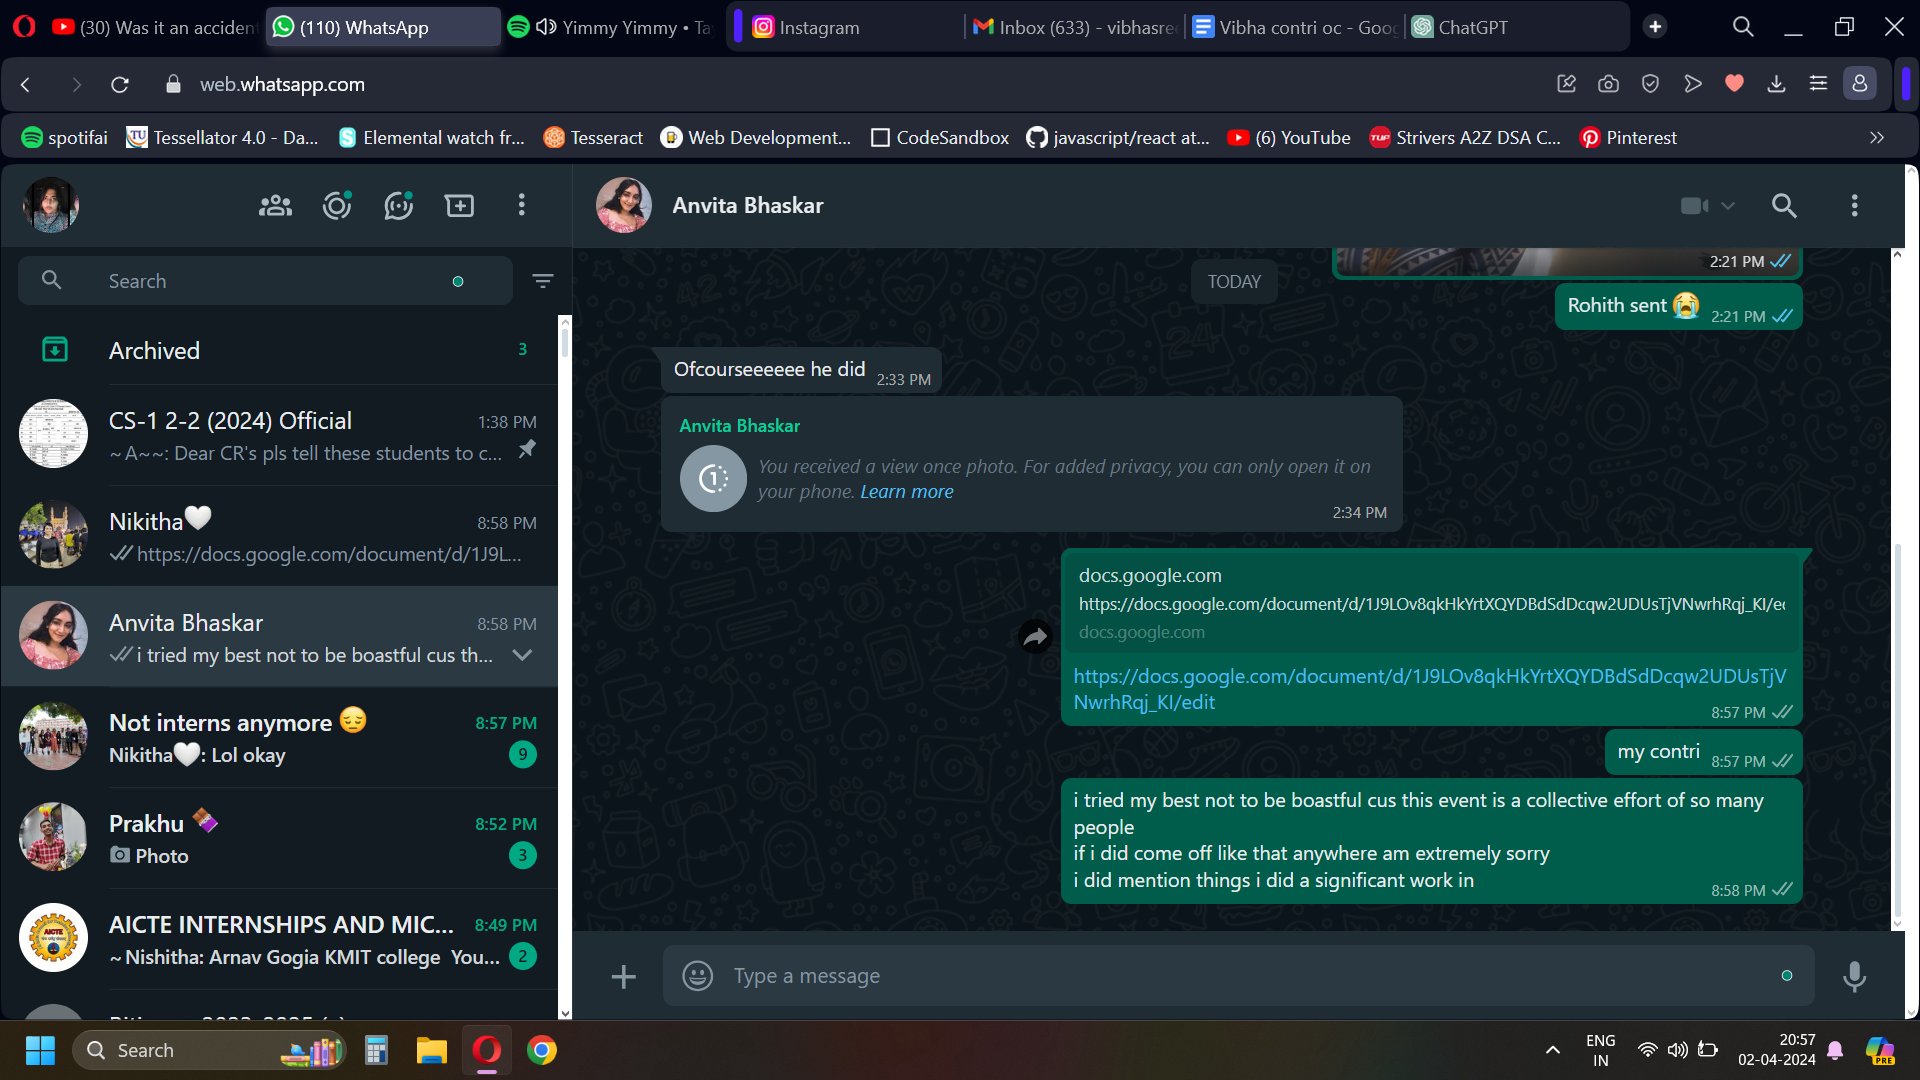 (30) Was it an acciden
(110) WhatsApp
Yimmy Yimmy • Ta
Instagram
Inbox (633) - vibhasre
Vibha contri oc - Goo
ChatGPT
web.whatsapp.com
spotifai
Tessellator 4.0 - Da...
Elemental watch fr...
Tesseract
Web Development...
CodeSandbox
javascript/react at...
(6) YouTube
Strivers A2Z DSA C...
Pinterest
Anvita Bhaskar
Search
Archived
3
CS-1 2-2 (2024) Official
1:38 PM
~ A~~: Dear CR's pls tell these students to c...
Nikitha🤍
8:58 PM
https://docs.google.com/document/d/1J9L...
Anvita Bhaskar
8:58 PM
i tried my best not to be boastful cus th...
Not interns anymore 😔
8:57 PM
Nikitha🤍: Lol okay
9
Prakhu 🍫
8:52 PM
Photo
3
AICTE INTERNSHIPS AND MIC...
8:49 PM
~ Nishitha: Arnav Gogia KMIT college You...
2
2:21 PM
TODAY
Rohith sent 😭 2:21 PM
Ofcourseeeeee he did 2:33 PM
Anvita Bhaskar
You received a view once photo. For added privacy, you can only open it on
your phone. Learn more
2:34 PM
docs.google.com
https://docs.google.com/document/d/1J9LOv8qkHkYrtXQYDBdSdDcqw2UDUsTjVNwrhRqj_KI/e
docs.google.com
https://docs.google.com/document/d/1J9LOv8qkHkYrtXQYDBdSdDcqw2UDUsTjV
NwrhRqj_KI/edit
8:57 PM
my contri 8:57 PM
i tried my best not to be boastful cus this event is a collective effort of so many
people
if i did come off like that anywhere am extremely sorry
i did mention things i did a significant work in
8:58 PM
Type a message
Search
ENG
IN
20:57
02-04-2024
PRE